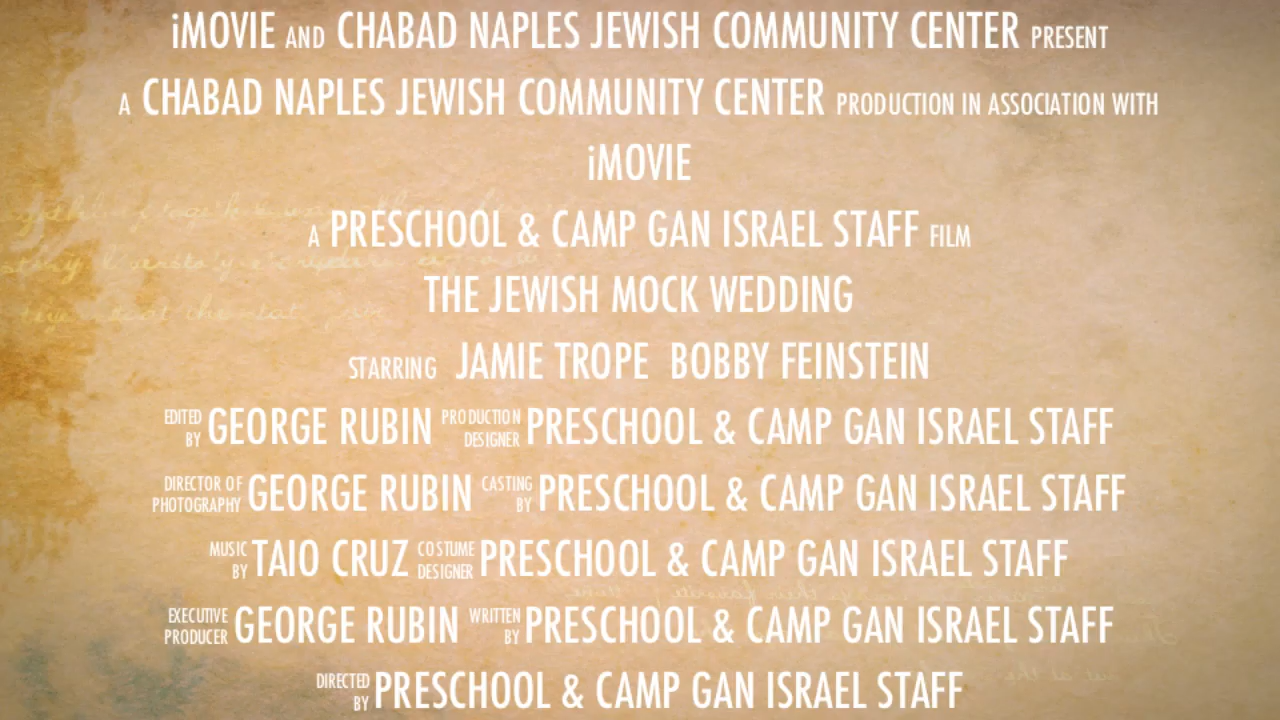 iMOVIE AND CHABAD NAPLES JEWISH COMMUNITY CENTER PRESENT
A CHABAD NAPLES JEWISH COMMUNITY CENTER PRODUCTION IN ASSOCIATION WITH
iMOVIE
A PRESCHOOL & CAMP GAN ISRAEL STAFF FILM
THE JEWISH MOCK WEDDING
STARRING JAMIE TROPE BOBBY FEINSTEIN
EDITED BY GEORGE RUBIN PRODUCTION DESIGNER PRESCHOOL & CAMP GAN ISRAEL STAFF
DIRECTOR OF PHOTOGRAPHY GEORGE RUBIN CASTING BY PRESCHOOL & CAMP GAN ISRAEL STAFF
MUSIC BY TAIO CRUZ COSTUME DESIGNER PRESCHOOL & CAMP GAN ISRAEL STAFF
EXECUTIVE PRODUCER GEORGE RUBIN WRITTEN BY PRESCHOOL & CAMP GAN ISRAEL STAFF
DIRECTED BY PRESCHOOL & CAMP GAN ISRAEL STAFF